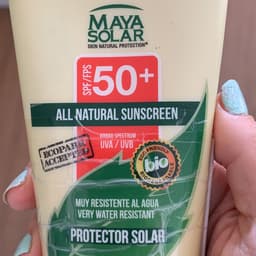 MAYA
SOLAR
SKIN NATURAL PROTECTION
SPF/FPS
50+
ALL NATURAL SUNSCREEN
BROAD SPECTRUM
UVA / UVB
ECOPARK
ACCEPTED
bio
MUY RESISTENTE AL AGUA
VERY WATER RESISTANT
PROTECTOR SOLAR